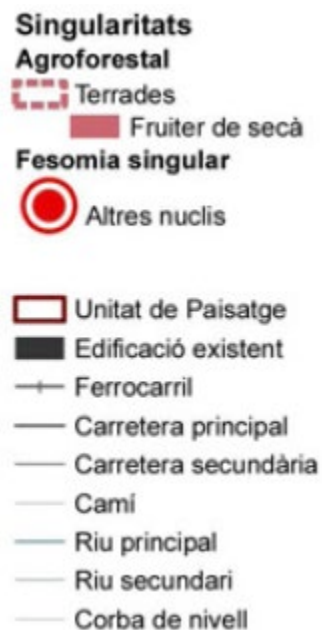 Singularitats
Agroforestal
Terrades
Fruiter de secà
Fesomia singular
Altres nuclis
Unitat de Paisatge
Edificació existent
Ferrocarril
Carretera principal
Carretera secundària
Camí
Riu principal
Riu secundari
Corba de nivell